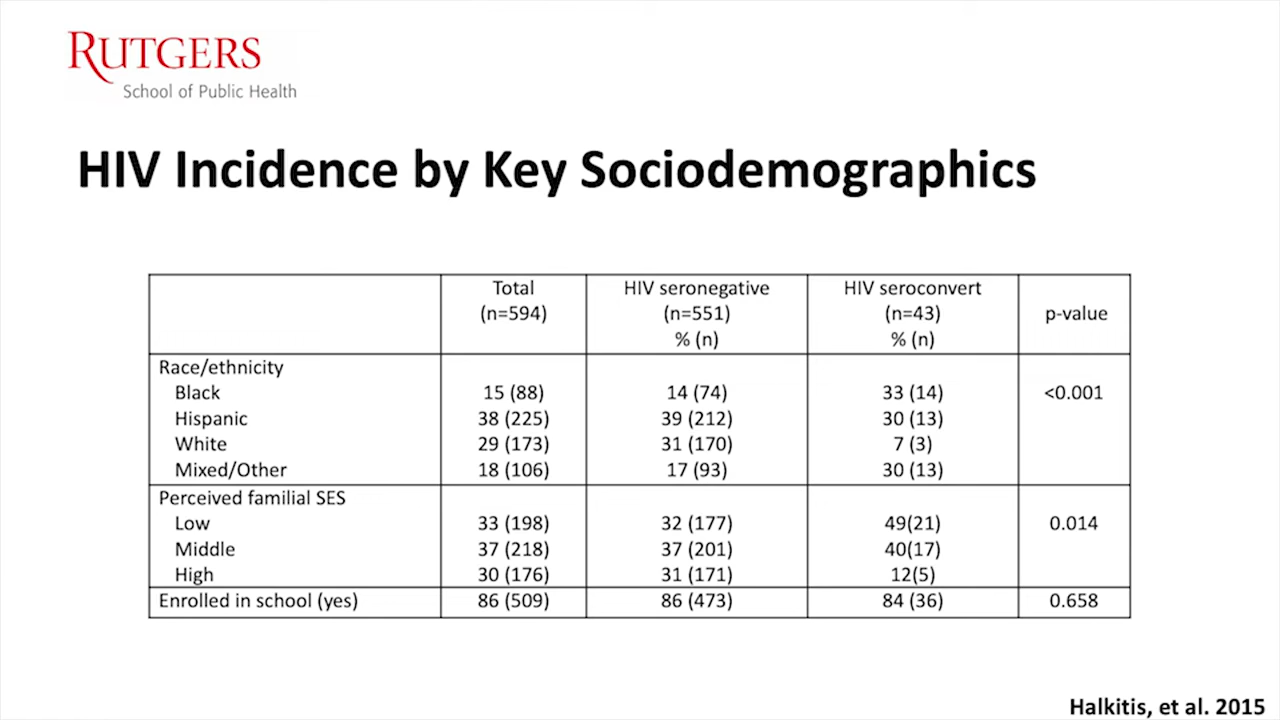 RUTGERS
School of Public Health
HIV Incidence by Key Sociodemographics
Total (n=594) HIV seronegative (n=551) % (n) HIV seroconvert (n=43) % (n) p-value
Race/ethnicity
Black 15 (88) 14 (74) 33 (14) <0.001
Hispanic 38 (225) 39 (212) 30 (13)
White 29 (173) 31 (170) 7 (3)
Mixed/Other 18 (106) 17 (93) 30 (13)
Perceived familial SES
Low 33 (198) 32 (177) 49(21) 0.014
Middle 37 (218) 37 (201) 40(17)
High 30 (176) 31 (171) 12(5)
Enrolled in school (yes) 86 (509) 86 (473) 84 (36) 0.658
Halkitis, et al. 2015